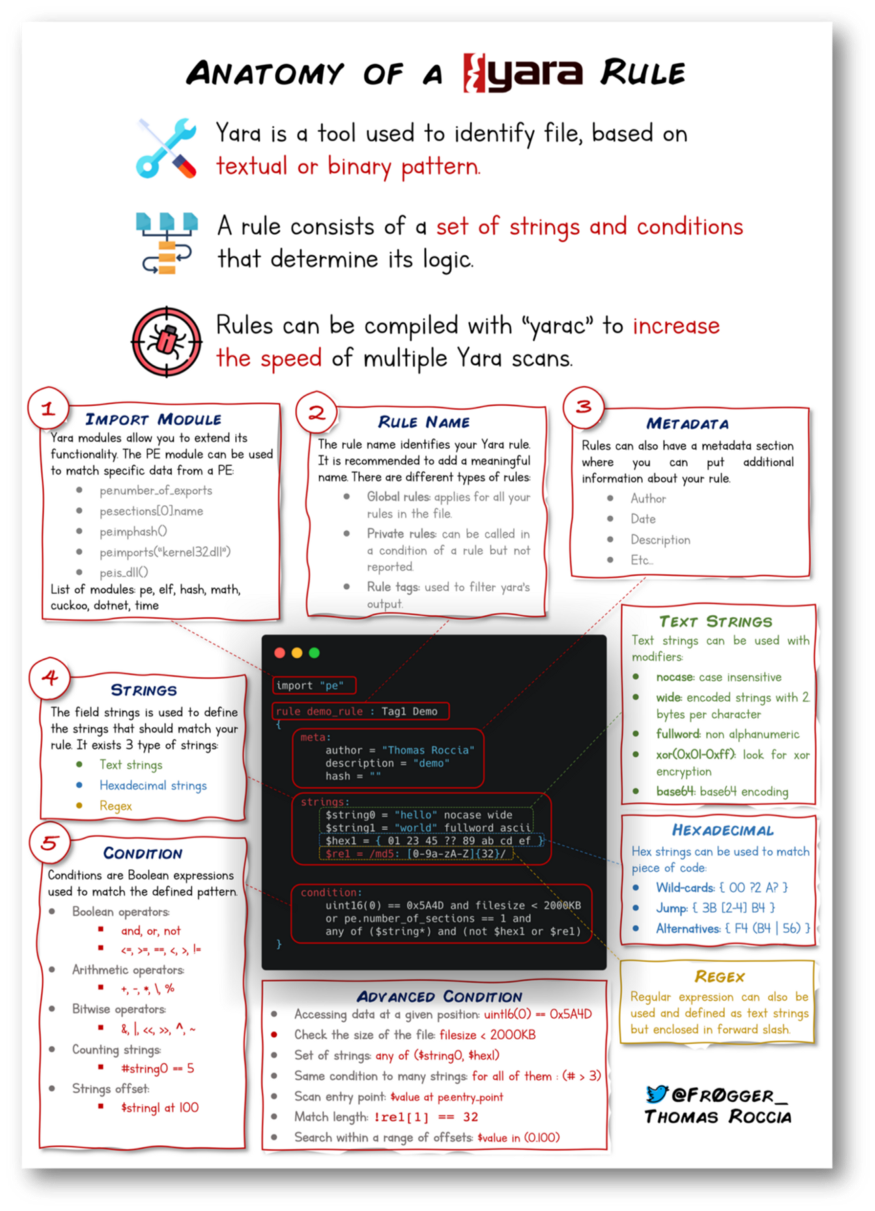 ANATOMY OF A yara RULE
Yara is a tool used to identify file, based on
textual or binary pattern.
A rule consists of a set of strings and conditions
that determine its logic.
Rules can be compiled with “yarac” to increase
the speed of multiple Yara scans.
1
IMPORT MODULE
Yara modules allow you to extend its
functionality. The PE module can be used
to match specific data from a PE:
• pe.number_of_exports
• pe.sections[0].name
• pe.imphash()
• pe.imports("kernel32.dll")
• pe.is_dll()
List of modules: pe, elf, hash, math,
cuckoo, dotnet, time
2
RULE NAME
The rule name identifies your Yara rule.
It is recommended to add a meaningful
name. There are different types of rules:
• Global rules: applies for all your
rules in the file.
• Private rules: can be called in
a condition of a rule but not
reported.
• Rule tags: used to filter yara's
output.
3
METADATA
Rules can also have a metadata section
where you can put additional
information about your rule.
• Author
• Date
• Description
• Etc..
4
STRINGS
The field strings is used to define
the strings that should match your
rule. It exists 3 type of strings:
• Text strings
• Hexadecimal strings
• Regex
5
CONDITION
Conditions are Boolean expressions
used to match the defined pattern.
• Boolean operators:
▪ and, or, not
▪ <=, >=, ==, <, >, !=
• Arithmetic operators:
▪ +, -, *, \, %
• Bitwise operators:
▪ &, |, <<, >>, ^, ~
• Counting strings:
▪ #string0 == 5
• Strings offset:
▪ $string1 at 100
import "pe"
rule demo_rule : Tag1 Demo
{
meta:
author = "Thomas Roccia"
description = "demo"
hash = ""
strings:
$string0 = "hello" nocase wide
$string1 = "world" fullword ascii
$hex1 = { 01 23 45 ?? 89 ab cd ef }
$re1 = /md5: [0-9a-zA-Z]{32}/
condition:
uint16(0) == 0x5A4D and filesize < 2000KB
or pe.number_of_sections == 1 and
any of ($string*) and (not $hex1 or $re1)
}
TEXT STRINGS
Text strings can be used with
modifiers:
• nocase: case insensitive
• wide: encoded strings with 2
bytes per character
• fullword: non alphanumeric
• xor(0x01-0xff): look for xor
encryption
• base64: base64 encoding
HEXADECIMAL
Hex strings can be used to match
piece of code:
• Wild-cards: { 00 ?2 A? }
• Jump: { 3B [2-4] B4 }
• Alternatives: { F4 (B4 | 56) }
REGEX
Regular expression can also be
used and defined as text strings
but enclosed in forward slash.
ADVANCED CONDITION
• Accessing data at a given position: uint16(0) == 0x5A4D
• Check the size of the file: filesize < 2000KB
• Set of strings: any of ($string0, $hex1)
• Same condition to many strings: for all of them : (# > 3)
• Scan entry point: $value at pe.entry_point
• Match length: !re1[1] == 32
• Search within a range of offsets: $value in (0..100)
@FR0GGER_
THOMAS ROCCIA